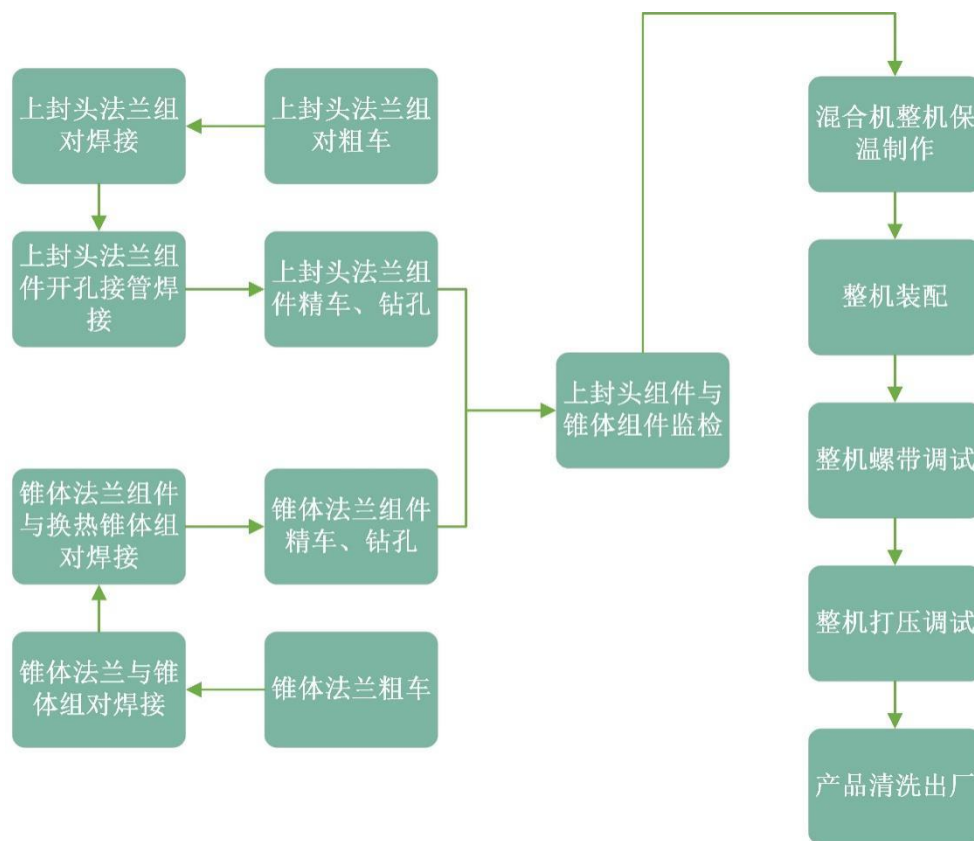 上封头法兰组
对焊接
上封头法兰组
对粗车
上封头法兰组
件开孔接管焊
接
上封头法兰组
件精车、钻孔
锥体法兰组件
与换热锥体组
对焊接
锥体法兰组件
精车、钻孔
锥体法兰与锥
体组对焊接
锥体法兰粗车
上封头组件与
锥体组件监检
混合机整机保
温制作
整机装配
整机螺带调试
整机打压调试
产品清洗出厂